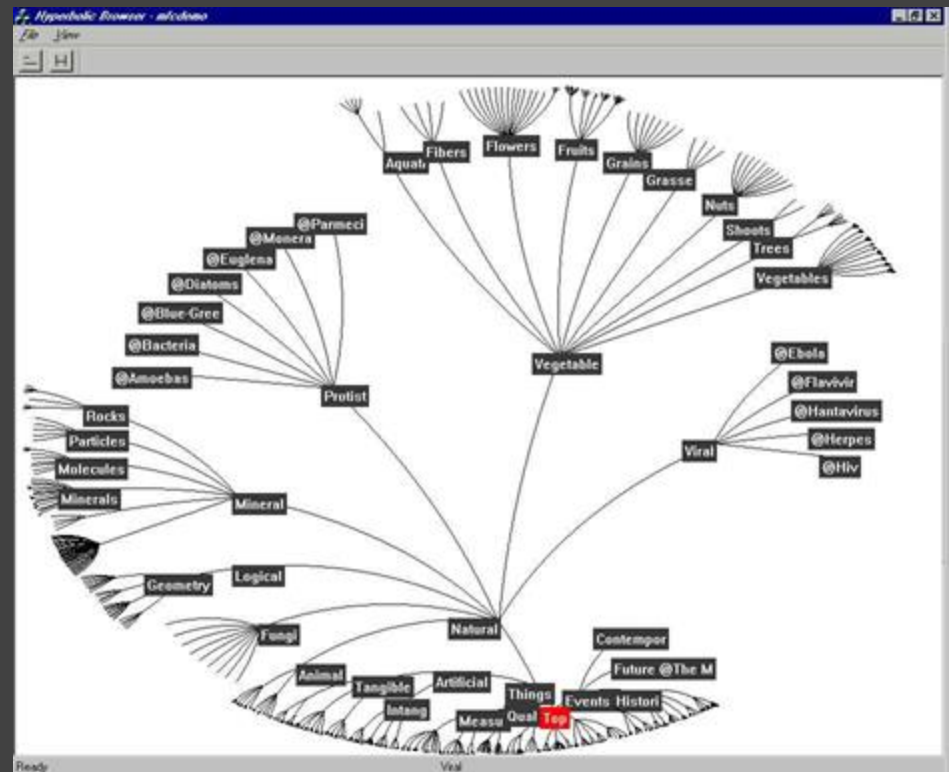 Hyperbolic Browser - mfcdemo
File View
Aquat
Fibers
Flowers
Fruits
Grains
Grasse
Nuts
Shoots
Trees
Vegetables
@Parmeci
@Monera
@Euglena
@Diatoms
@Blue-Gree
@Bacteria
@Amoebas
Protist
Vegetable
@Ebola
@Flavivir
@Hantavirus
@Herpes
@Hiv
Viral
Rocks
Particles
Molecules
Minerals
Mineral
Geometry
Logical
Fungi
Natural
Contempor
Future @The M
Animal
Tangible
Artificial
Intang
Things
Events Histori
Measu
Qual
Top
Ready Viral